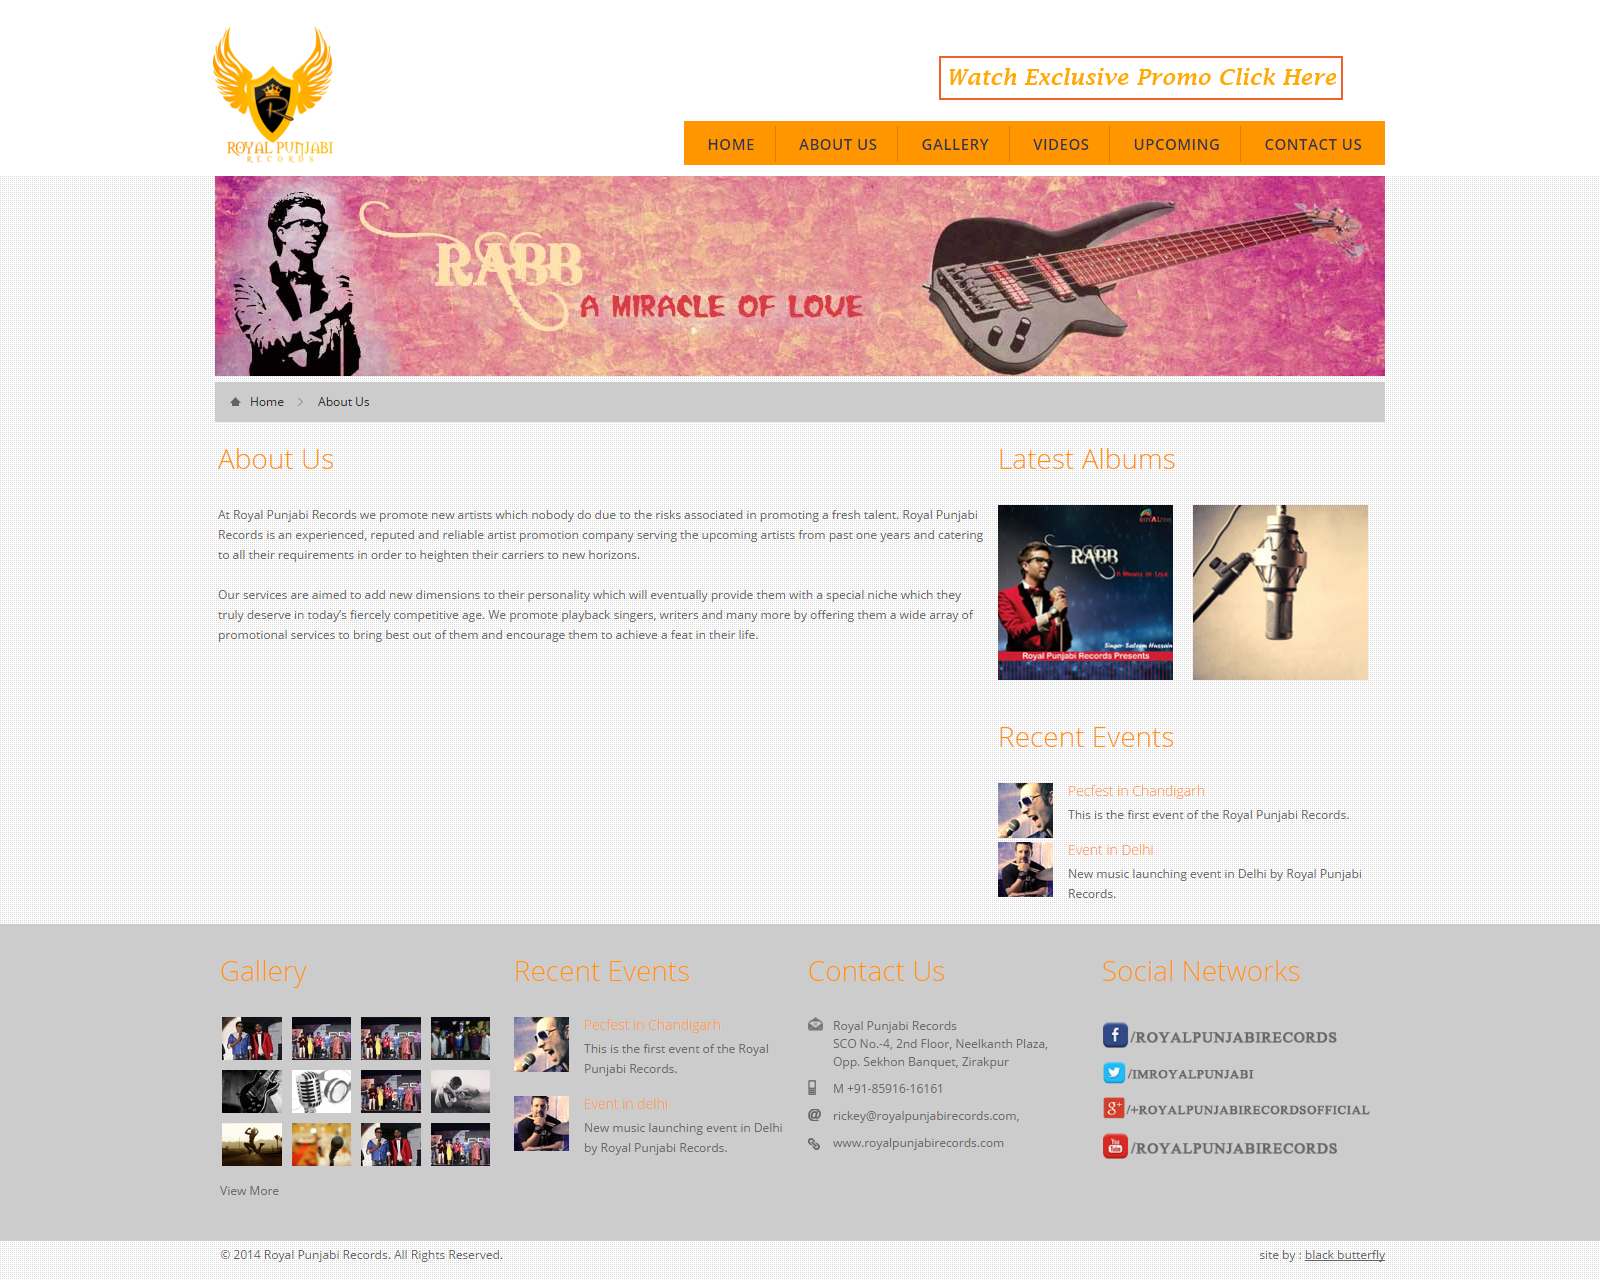 ROYAL PUNJABI
RECORDS
Watch Exclusive Promo Click Here
HOME ABOUT US GALLERY VIDEOS UPCOMING CONTACT US
RABB
A MIRACLE OF LOVE
Home > About Us
About Us
At Royal Punjabi Records we promote new artists which nobody do due to the risks associated in promoting a fresh talent. Royal Punjabi
Records is an experienced, reputed and reliable artist promotion company serving the upcoming artists from past one years and catering
to all their requirements in order to heighten their carriers to new horizons.
Our services are aimed to add new dimensions to their personality which will eventually provide them with a special niche which they
truly deserve in today’s fiercely competitive age. We promote playback singers, writers and many more by offering them a wide array of
promotional services to bring best out of them and encourage them to achieve a feat in their life.
Latest Albums
RABB
A Miracle of Love
Singer Saleem Hussain
Royal Punjabi Records Presents
Recent Events
Pecfest in Chandigarh
This is the first event of the Royal Punjabi Records.
Event in Delhi
New music launching event in Delhi by Royal Punjabi
Records.
Gallery
View More
Recent Events
Pecfest in Chandigarh
This is the first event of the Royal
Punjabi Records.
Event in delhi
New music launching event in Delhi
by Royal Punjabi Records.
Contact Us
Royal Punjabi Records
SCO No.-4, 2nd Floor, Neelkanth Plaza,
Opp. Sekhon Banquet, Zirakpur
M +91-85916-16161
rickey@royalpunjabirecords.com,
www.royalpunjabirecords.com
Social Networks
/ROYALPUNJABIRECORDS
/IMROYALPUNJABI
/+ROYALPUNJABIRECORDSOFFICIAL
/ROYALPUNJABIRECORDS
© 2014 Royal Punjabi Records. All Rights Reserved.
site by : black butterfly